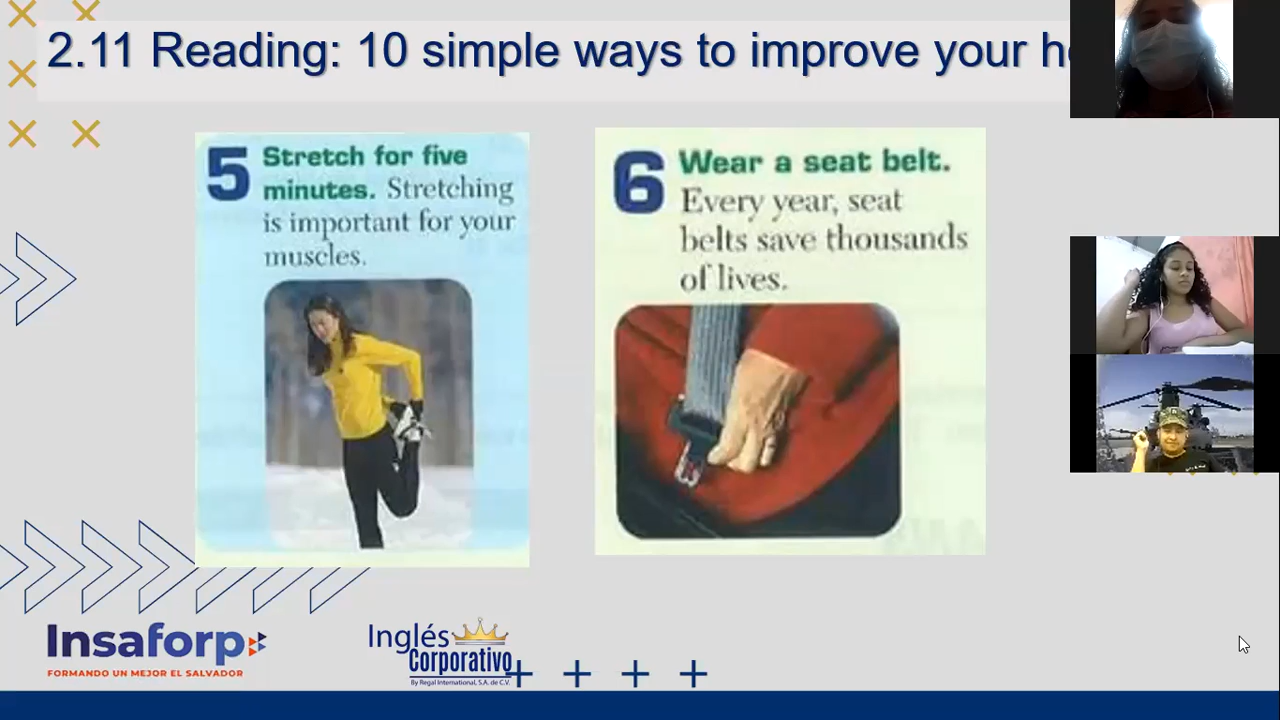 2.11 Reading: 10 simple ways to improve your
5 Stretch for five
minutes. Stretching
is important for your
muscles.
6 Wear a seat belt.
Every year, seat
belts save thousands
of lives.
Insaforp
FORMANDO UN MEJOR EL SALVADOR
Inglés
Corporativo
By Regal International, S.A. de C.V.